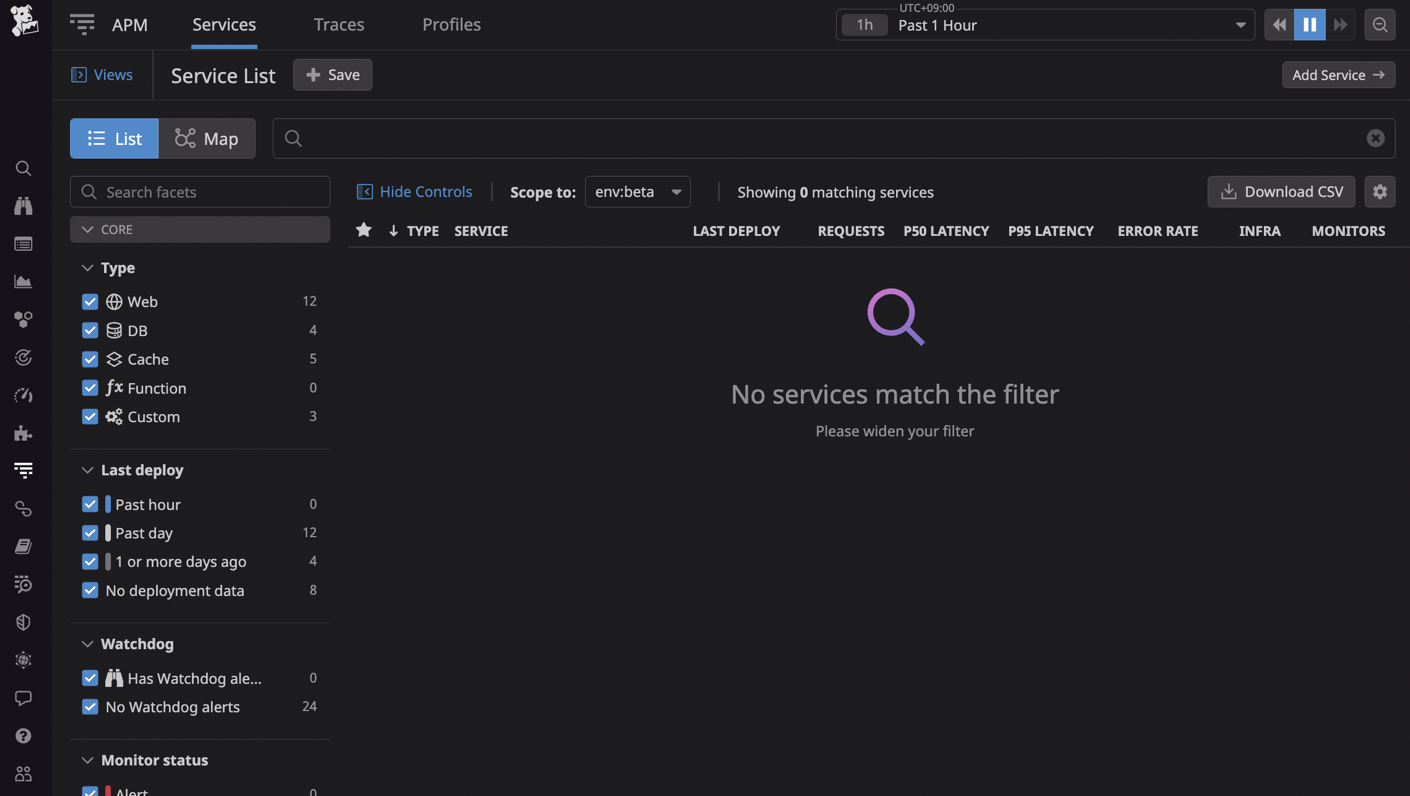 APM
Services
Traces
Profiles
UTC+09:00
1h Past 1 Hour
Views
Service List
Save
Add Service →
List
Map
Search facets
Hide Controls
Scope to: env:beta
Showing 0 matching services
Download CSV
CORE
↓ TYPE SERVICE LAST DEPLOY REQUESTS P50 LATENCY P95 LATENCY ERROR RATE INFRA MONITORS
Type
Web 12
DB 4
Cache 5
fx Function 0
Custom 3
No services match the filter
Please widen your filter
Last deploy
Past hour 0
Past day 12
1 or more days ago 4
No deployment data 8
Watchdog
Has Watchdog ale... 0
No Watchdog alerts 24
Monitor status
Alert 0